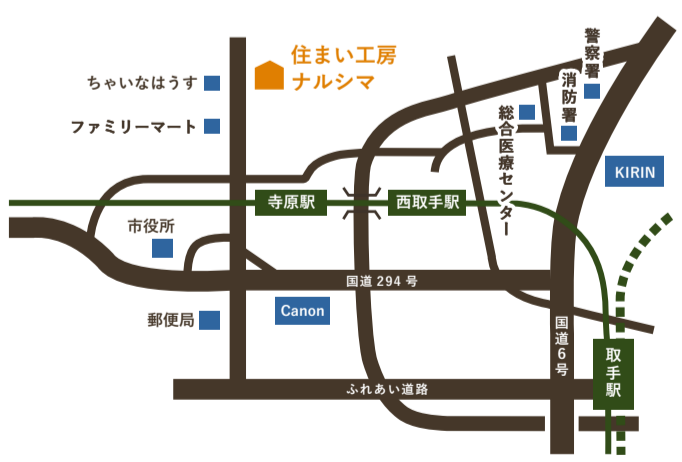 住まい工房
ナルシマ
警察署
消防署
ちゃいなはうす
ファミリーマート
総合医療センター
KIRIN
寺原駅
西取手駅
市役所
国道 294 号
Canon
郵便局
国道6号
取手駅
ふれあい道路